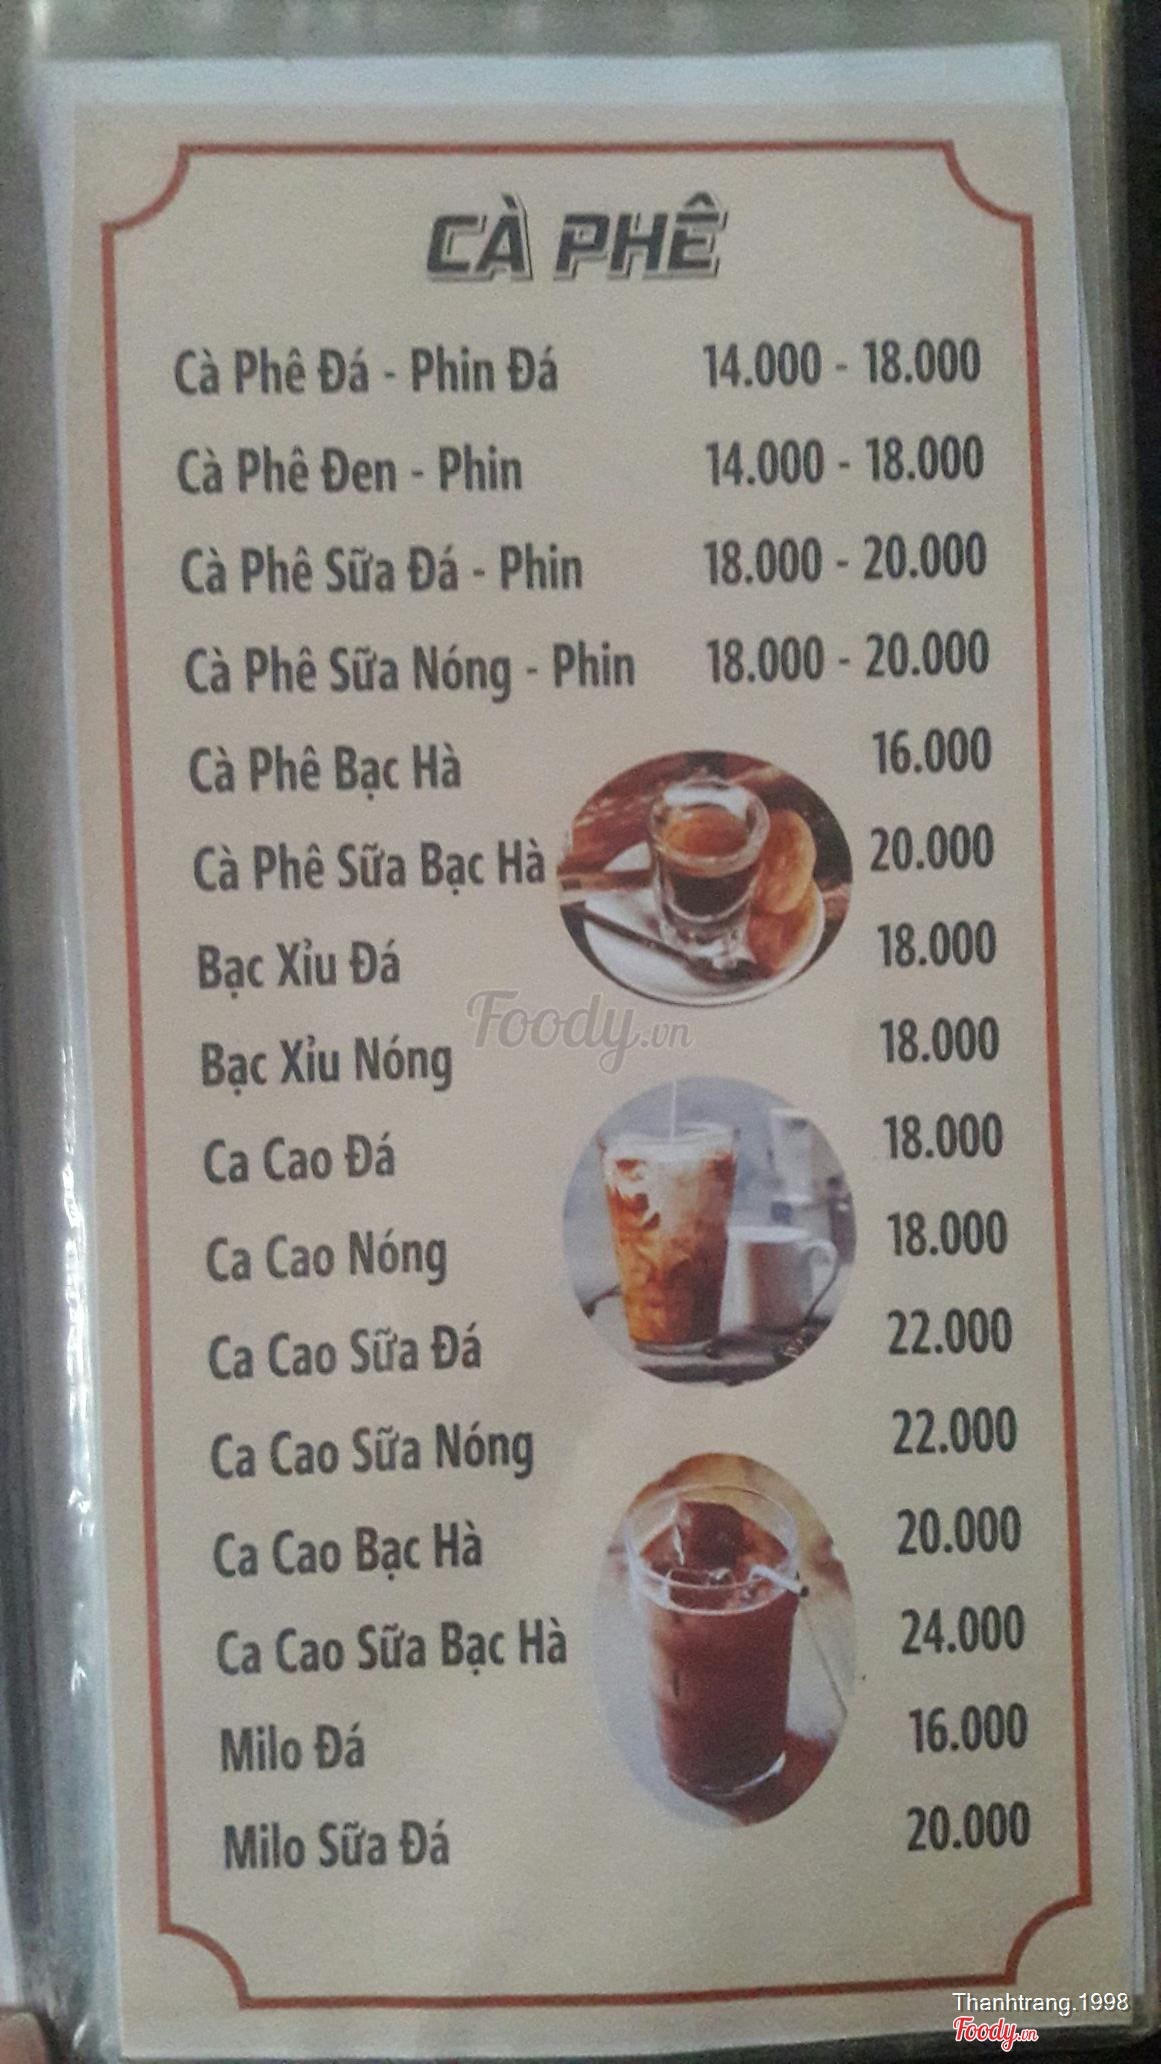 CÀ PHÊ
Cà Phê Đá - Phin Đá 14.000 - 18.000
Cà Phê Đen - Phin 14.000 - 18.000
Cà Phê Sữa Đá - Phin 18.000 - 20.000
Cà Phê Sữa Nóng - Phin 18.000 - 20.000
Cà Phê Bạc Hà 16.000
Cà Phê Sữa Bạc Hà 20.000
Bạc Xỉu Đá 18.000
Foody.vn
Bạc Xỉu Nóng 18.000
Ca Cao Đá 18.000
Ca Cao Nóng 18.000
Ca Cao Sữa Đá 22.000
Ca Cao Sữa Nóng 22.000
Ca Cao Bạc Hà 20.000
Ca Cao Sữa Bạc Hà 24.000
Milo Đá 16.000
Milo Sữa Đá 20.000
Thanhtrang.1998
Foody.vn